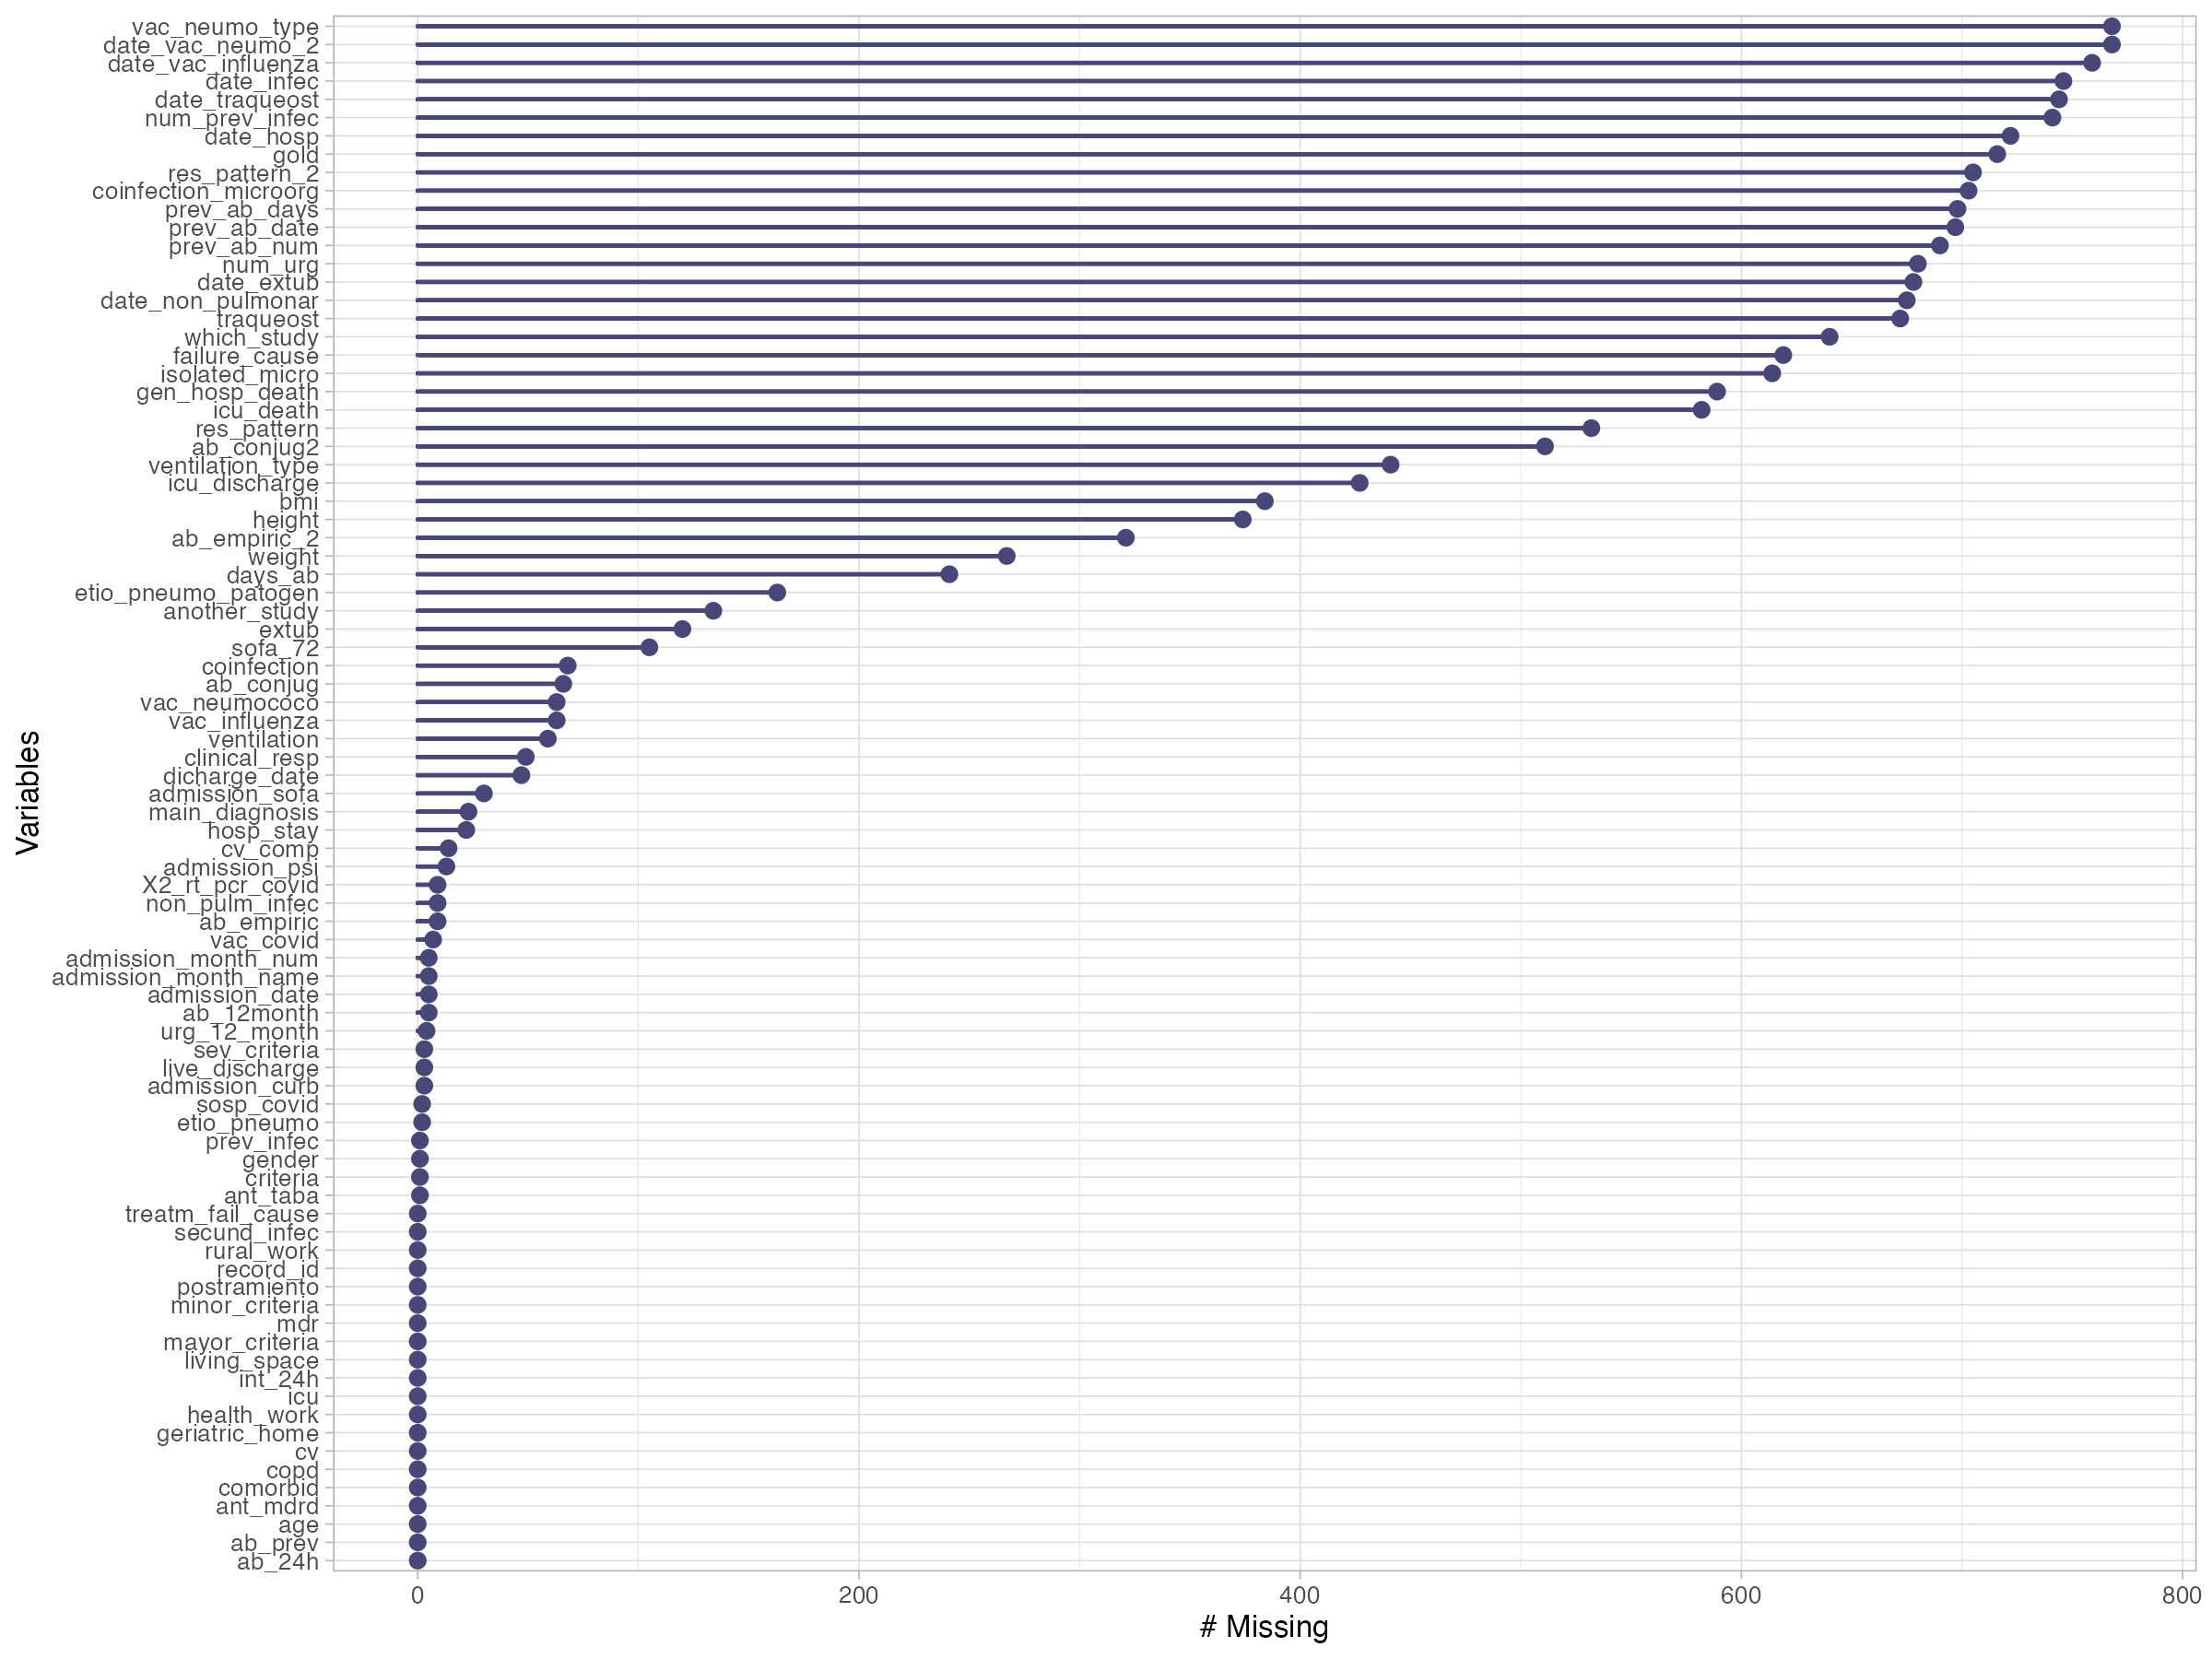 vac_neumo_type
date_vac_neumo_2
date_vac_influenza
date_infec
date_traqueost
num_prev_infec
date_hosp
gold
res_pattern_2
coinfection_microorg
prev_ab_days
prev_ab_date
prev_ab_num
num_urg
date_extub
date_non_pulmonar
traqueost
which_study
failure_cause
isolated_micro
gen_hosp_death
icu_death
res_pattern
ab_conjug2
ventilation_type
icu_discharge
bmi
height
ab_empiric_2
weight
days_ab
etio_pneumo_patogen
another_study
extub
sofa_72
coinfection
ab_conjug
vac_neumococo
vac_influenza
ventilation
clinical_resp
dicharge_date
admission_sofa
main_diagnosis
hosp_stay
cv_comp
admission_psi
X2_rt_pcr_covid
non_pulm_infec
ab_empiric
vac_covid
admission_month_num
admission_month_name
admission_date
ab_12month
urg_12_month
sev_criteria
live_discharge
admission_curb
sosp_covid
etio_pneumo
prev_infec
gender
criteria
ant_taba
treatm_fail_cause
secund_infec
rural_work
record_id
postramiento
minor_criteria
mdr
mayor_criteria
living_space
int_24h
icu
health_work
geriatric_home
cv
copd
comorbid
ant_mdrd
age
ab_prev
ab_24h
Variables
0 200 400 600 800
# Missing